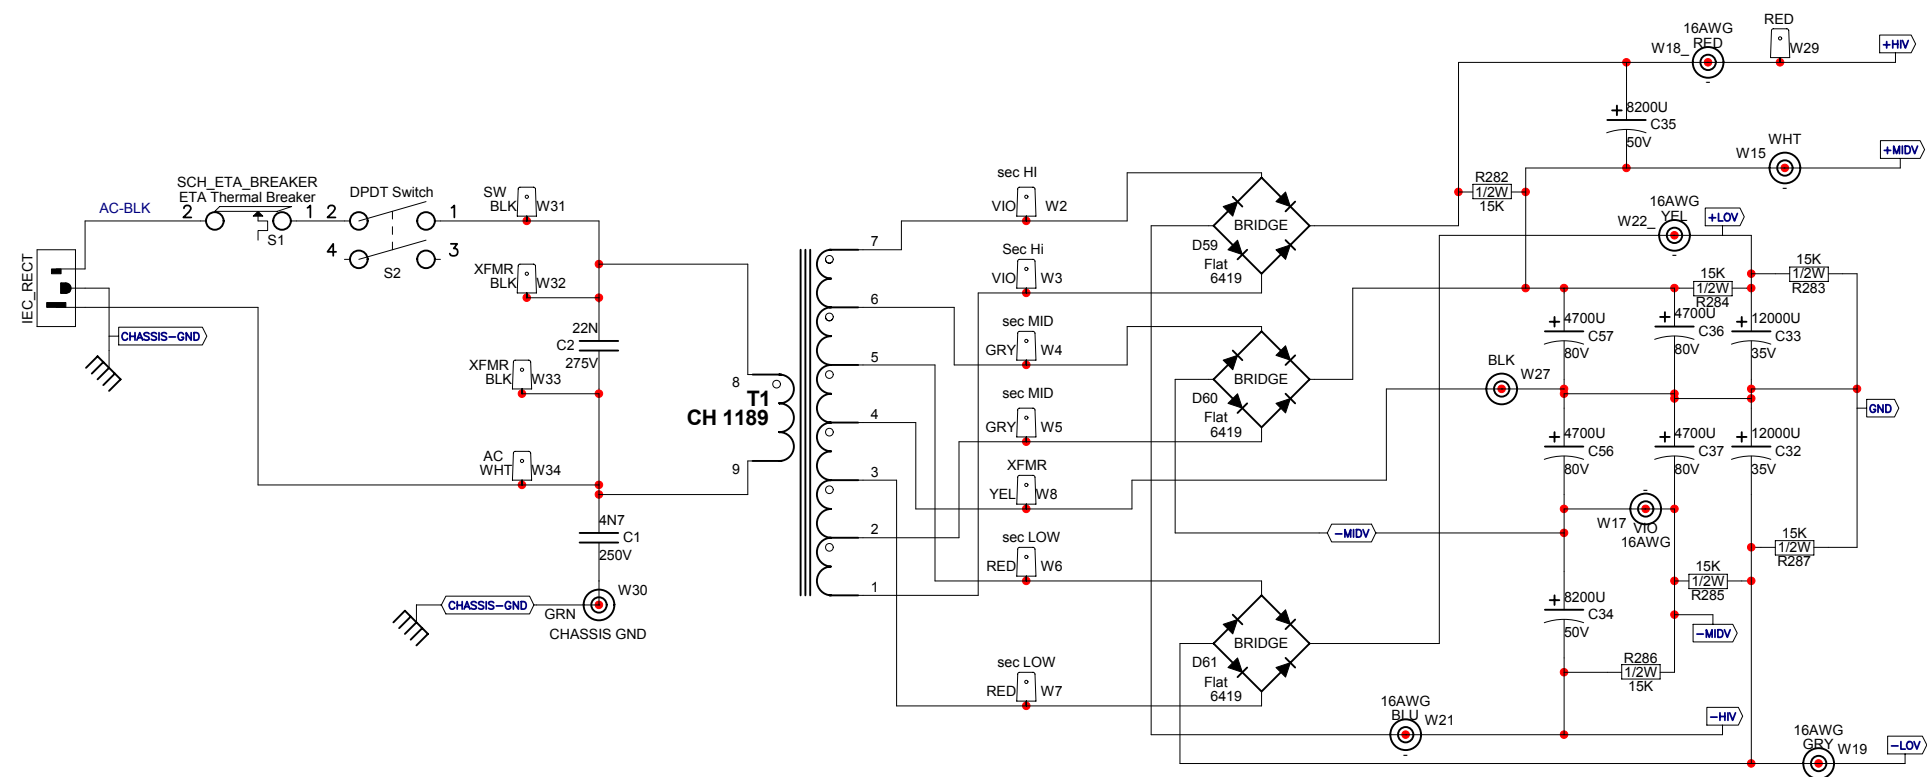 IEC_RECT
AC-BLK
CHASSIS-GND
SCH_ETA_BREAKER
ETA Thermal Breaker
2
1
S1
DPDT Switch
2
1
4
3
S2
SW
BLK
W31
XFMR
BLK
W32
22N
C2
275V
XFMR
BLK
W33
AC
WHT
W34
4N7
C1
250V
W30
CHASSIS-GND
GRN
CHASSIS GND
8
T1
CH 1189
9
7
6
5
4
3
2
1
sec HI
VIO
W2
Sec Hi
VIO
W3
sec MID
GRY
W4
sec MID
GRY
W5
XFMR
YEL
W8
sec LOW
RED
W6
sec LOW
RED
W7
BRIDGE
D59
Flat
6419
BRIDGE
D60
Flat
6419
BRIDGE
D61
Flat
6419
16AWG
RED
W18_
-
RED
W29
+HIV
+
8200U
C35
50V
WHT
W15
-
+MIDV
R282
1/2W
15K
16AWG
YEL
W22_
-
+LOV
15K
1/2W
R283
15K
1/2W
R284
+
4700U
C57
80V
+
4700U
C36
80V
+
12000U
C33
35V
BLK
W27
-
GND
+
4700U
C56
80V
+
4700U
C37
80V
+
12000U
C32
35V
-
W17
VIO
16AWG
-MIDV
15K
1/2W
R287
15K
1/2W
R285
+
8200U
C34
50V
-MIDV
R286
1/2W
15K
16AWG
BLU
W21
-
-HIV
16AWG
GRY
W19
-LOV